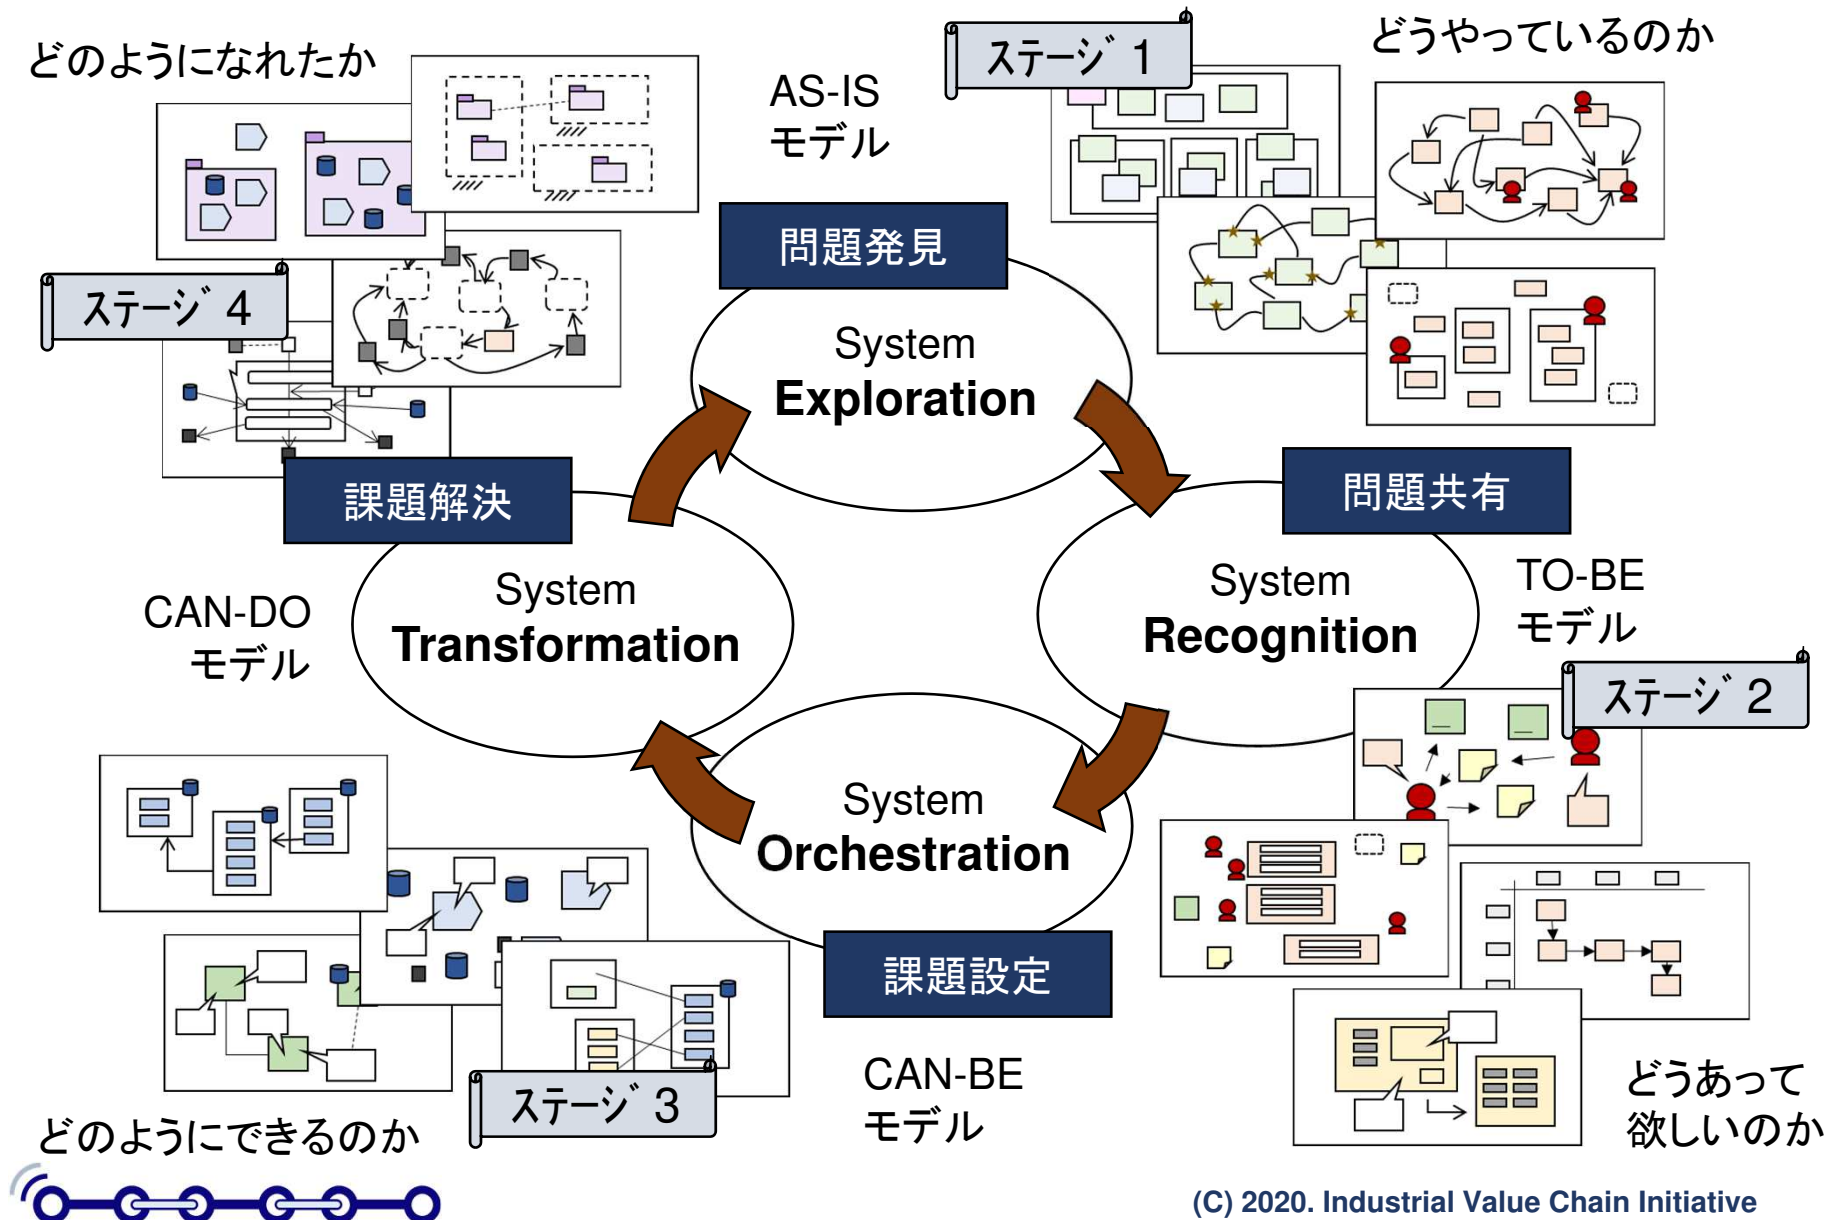 どのようになれたか
AS-IS
モデル
ステージ 1
どうやっているのか
問題発見
System
Exploration
ステージ 4
課題解決
System
Transformation
CAN-DO
モデル
問題共有
System
Recognition
TO-BE
モデル
ステージ 2
System
Orchestration
課題設定
CAN-BE
モデル
ステージ 3
どのようにできるのか
どうあって
欲しいのか
(C) 2020. Industrial Value Chain Initiative